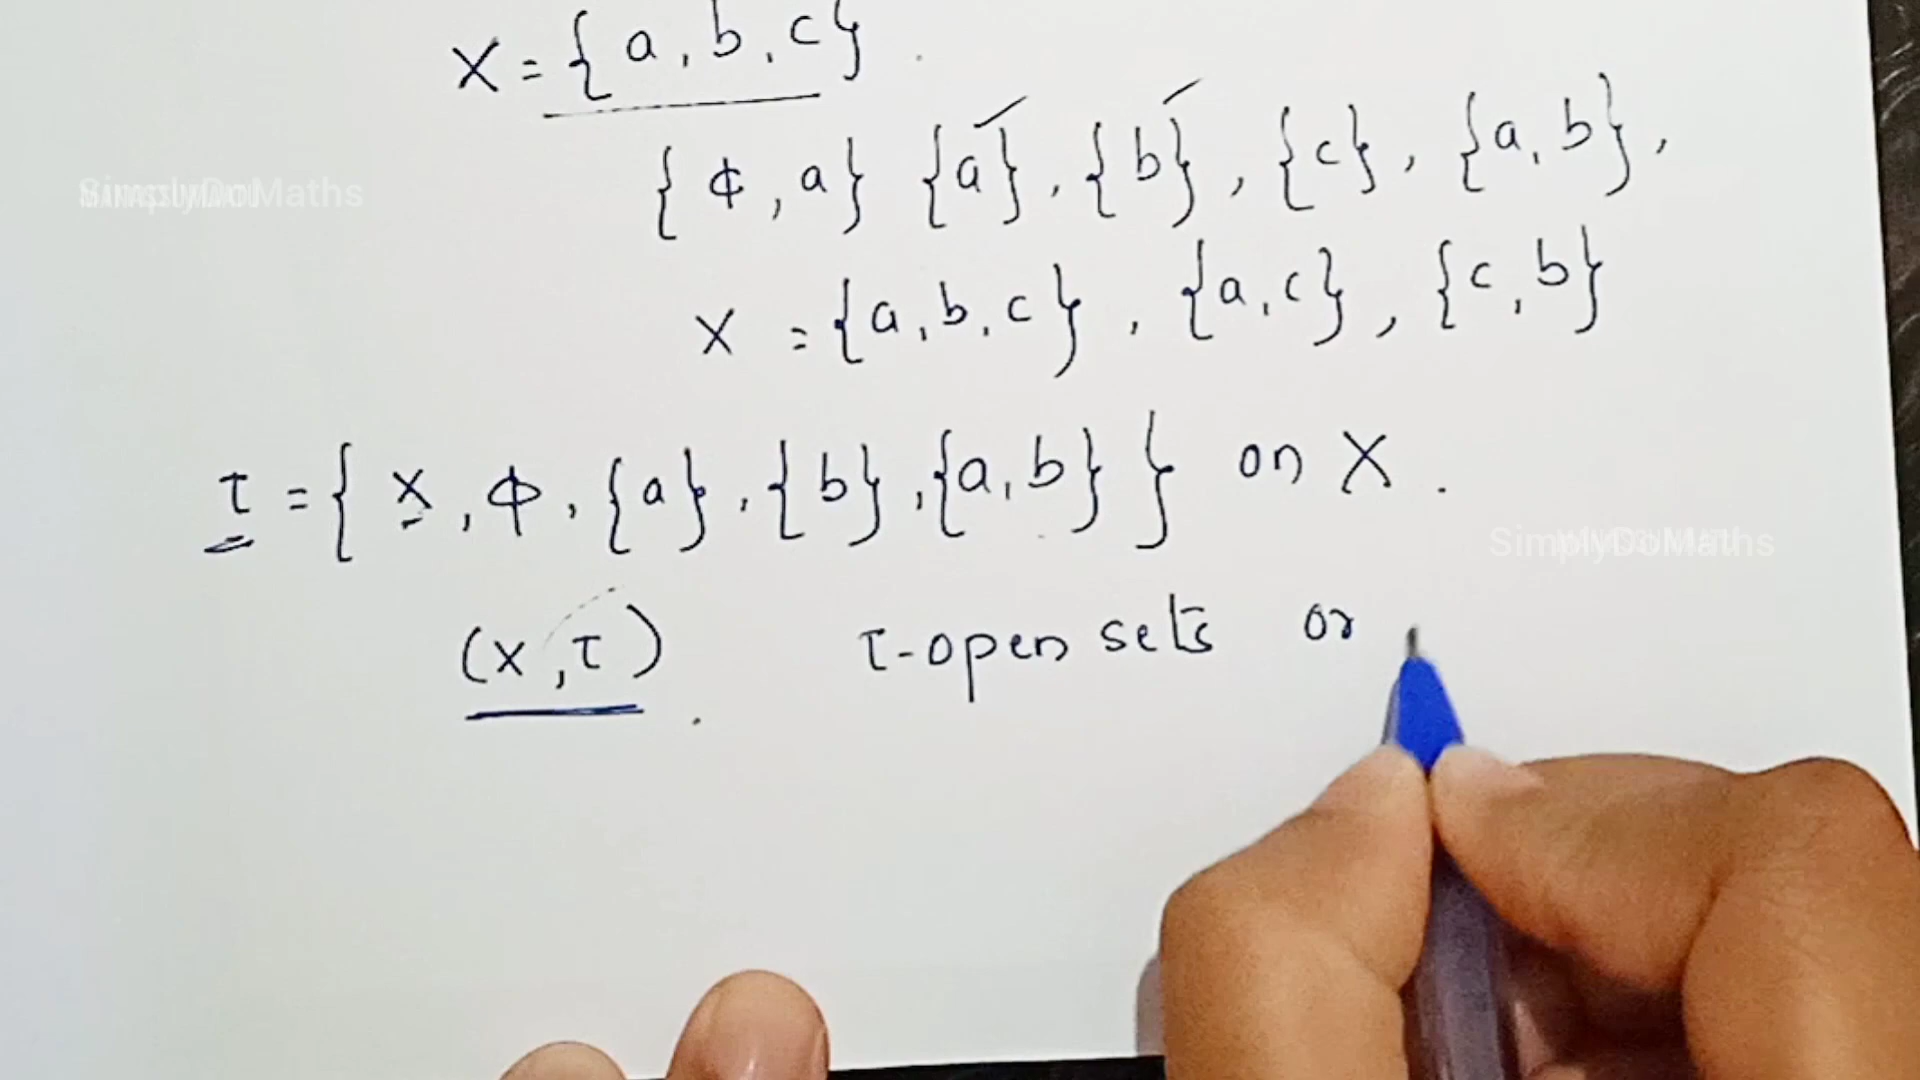 X = {a, b, c}
{ Φ, a} {a}, {b}, {c}, {a, b},
X = {a, b, c}, {a, c}, {c, b}
τ = { X, Φ, {a}, {b}, {a, b} } on X.
(X, τ). τ-open sets or
SimplyDoMaths
SimplyDoMaths